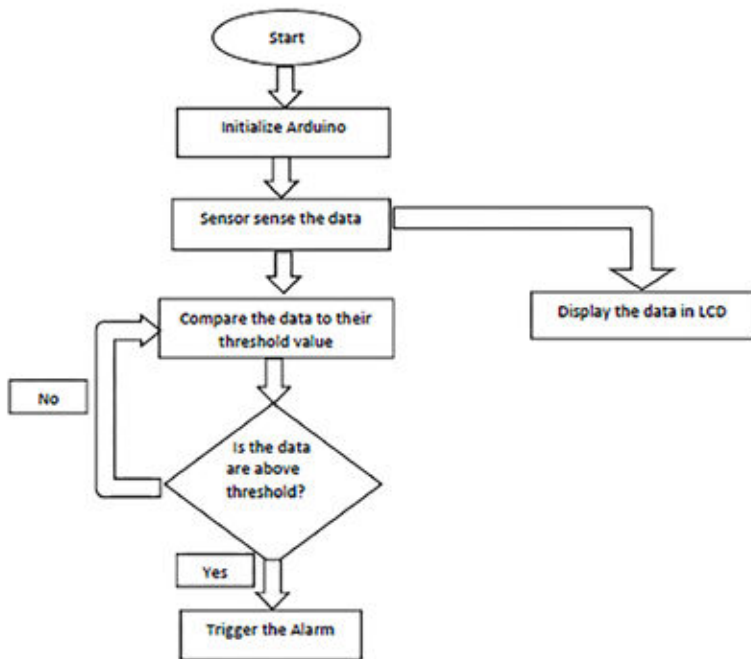 Start
Initialize Arduino
Sensor sense the data
Display the data in LCD
Compare the data to their
threshold value
No
Is the data
are above
threshold?
Yes
Trigger the Alarm